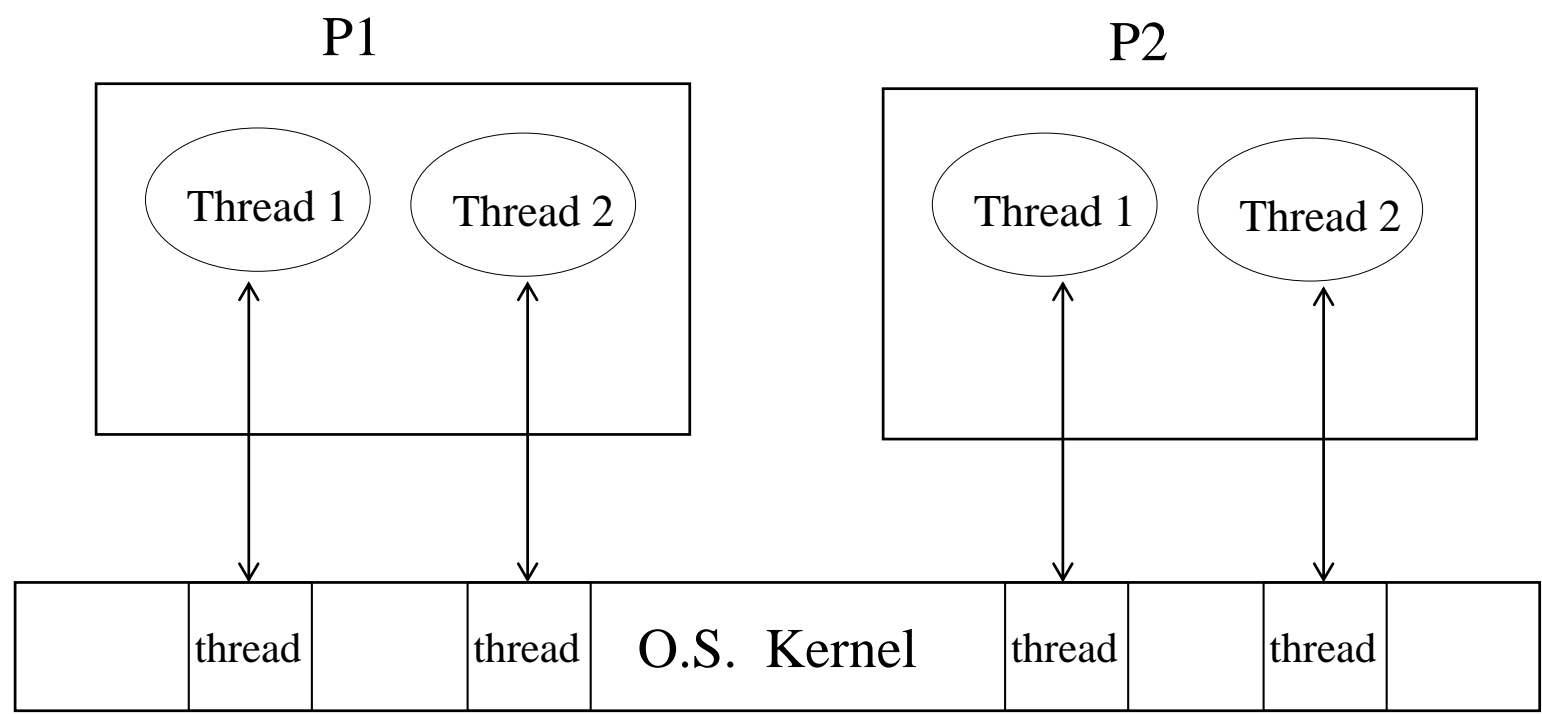 P1
P2
Thread 1
Thread 2
Thread 1
Thread 2
thread
thread
O.S. Kernel
thread
thread